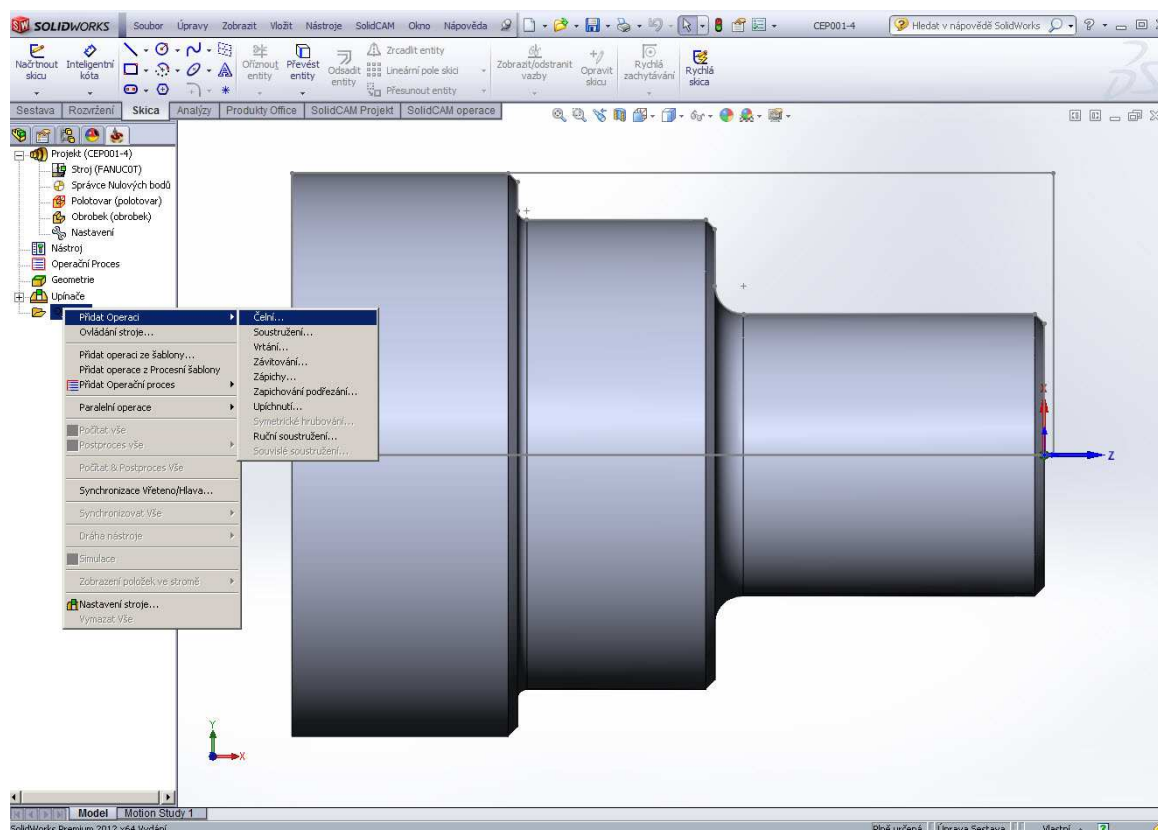 SW SOLIDWORKS Soubor Úpravy Zobrazit Vložit Nástroje SolidCAM Okno Nápověda CEP001-4 Hledat v nápovědě SolidWorks
Načrtnout skicu
Inteligentní kóta
Oříznout entity
Převést entity
Odsadit entity
Zrcadlit entity
Lineární pole skici
Přesunout entity
Zobrazit/odstranit vazby
Opravit skicu
Rychlá zachytávání
Rychlá skica
Sestava Rozvržení Skica Analýzy Produkty Office SolidCAM Projekt SolidCAM operace
Projekt (CEP001-4)
Stroj (FANUC0T)
Správce Nulových bodů
Polotovar (polotovar)
Obrobek (obrobek)
Nastavení
Nástroj
Operační Proces
Geometrie
Upínače
Přidat Operaci
Ovládání stroje...
Přidat operaci ze šablony...
Přidat operace z Procesní šablony
Přidat Operační proces
Paralelní operace
Počítat vše
Postproces vše
Počítat & Postproces Vše
Synchronizace Vřeteno/Hlava...
Synchronizovat Vše
Dráha nástroje
Simulace
Zobrazení položek ve stromě
Nastavení stroje...
Vymazat Vše
Čelní...
Soustružení...
Vrtání...
Závitování...
Zápichy...
Zapichování podřezání...
Upíchnutí...
Symetrické hrubování...
Ruční soustružení...
Souvislé soustružení...
X
Z
Y
X
Model Motion Study 1
SolidWorks Premium 2012 x64 Vydání Plně určená Úprava Sestava Vlastní